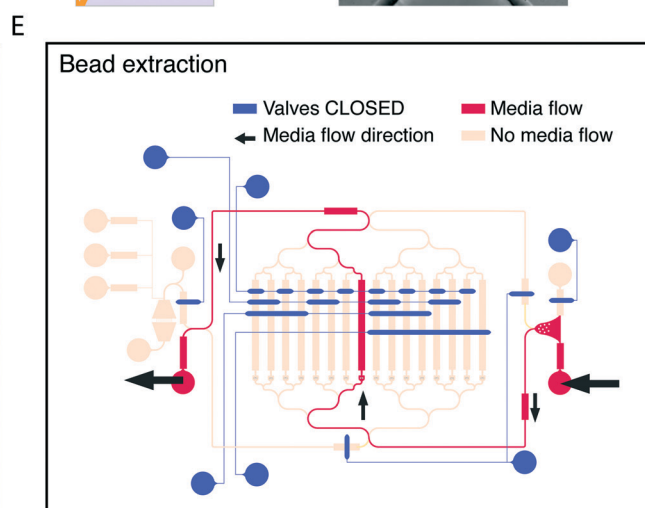 E
Bead extraction
Valves CLOSED
Media flow
Media flow direction
No media flow